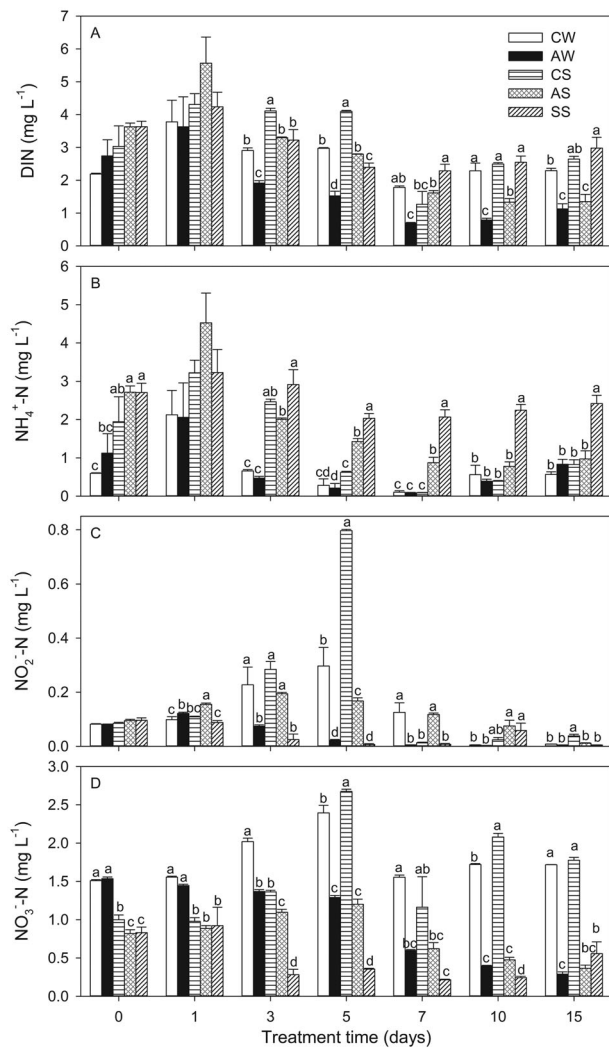 A
CW
AW
CS
AS
SS
DIN (mg L⁻¹)
7
6
5
4
3
2
1
0
b c a b b
b d a b c
ab c bc b a
a c a b a
b c a c a
B
NH₄⁺-N (mg L⁻¹)
6
5
4
3
2
1
0
c bc ab a a
c c a b a
cd d c b a
c c c b a
b b b b a
b b b b a
C
NO₂⁻-N (mg L⁻¹)
0.8
0.6
0.4
0.2
0.0
c b bc a c
a b a a b
b d a c d
a b b a b
b b ab a a
b b a b b
D
NO₃⁻-N (mg L⁻¹)
3.0
2.5
2.0
1.5
1.0
0.5
0.0
a a b c c
a a b b b
a b b c d
b c a c d
a bc ab bc c
b c a c d
a c a c b
0 1 3 5 7 10 15
Treatment time (days)